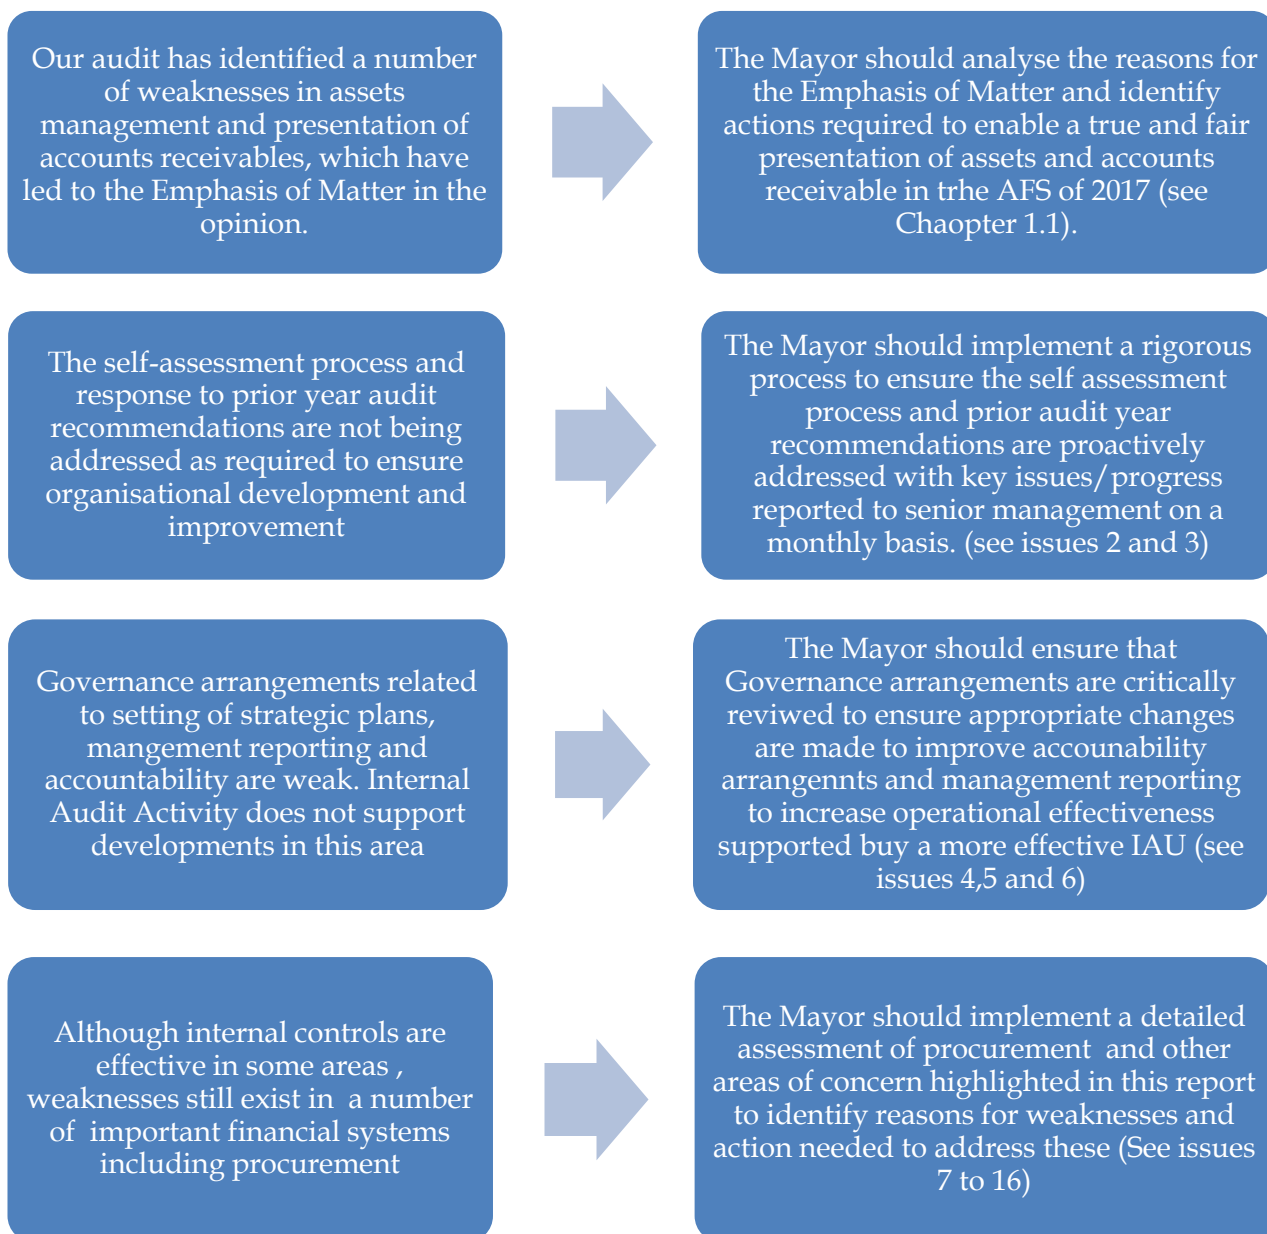 Our audit has identified a number
of weaknesses in assets
management and presentation of
accounts receivables, which have
led to the Emphasis of Matter in the
opinion.
The Mayor should analyse the reasons for
the Emphasis of Matter and identify
actions required to enable a true and fair
presentation of assets and accounts
receivable in trhe AFS of 2017 (see
Chaopter 1.1).
The self-assessment process and
response to prior year audit
recommendations are not being
addressed as required to ensure
organisational development and
improvement
The Mayor should implement a rigorous
process to ensure the self assessment
process and prior audit year
recommendations are proactively
addressed with key issues/progress
reported to senior management on a
monthly basis. (see issues 2 and 3)
Governance arrangements related
to setting of strategic plans,
mangement reporting and
accountability are weak. Internal
Audit Activity does not support
developments in this area
The Mayor should ensure that
Governance arrangements are critically
reviwed to ensure appropriate changes
are made to improve accounability
arrangennts and management reporting
to increase operational effectiveness
supported buy a more effective IAU (see
issues 4,5 and 6)
Although internal controls are
effective in some areas ,
weaknesses still exist in a number
of important financial systems
including procurement
The Mayor should implement a detailed
assessment of procurement and other
areas of concern highlighted in this report
to identify reasons for weaknesses and
action needed to address these (See issues
7 to 16)